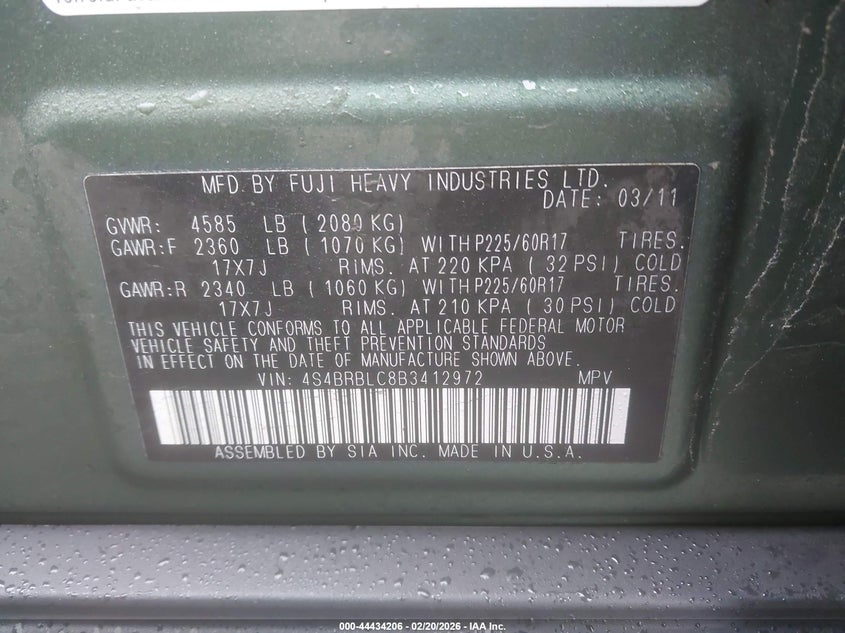 MFD.BY FUJI HEAVY INDUSTRIES LTD.
DATE: 03/11
GVWR: 4585 LB ( 2080 KG)
GAWR:F 2360 LB ( 1070 KG) WITH P225/60R17 TIRES.
17X7J RIMS. AT 220 KPA ( 32 PSI) COLD
GAWR:R 2340 LB ( 1060 KG) WITH P225/60R17 TIRES.
17X7J RIMS. AT 210 KPA ( 30 PSI) COLD
THIS VEHICLE CONFORMS TO ALL APPLICABLE FEDERAL MOTOR
VEHICLE SAFETY AND THEFT PREVENTION STANDARDS
IN EFFECT ON THE DATE OF MANUFACTURE SHOWN ABOVE.
VIN: 4S4BRBLC8B3412972 MPV
ASSEMBLED BY SIA INC. MADE IN U.S.A.
000-44434206 - 02/20/2026 - IAA Inc.